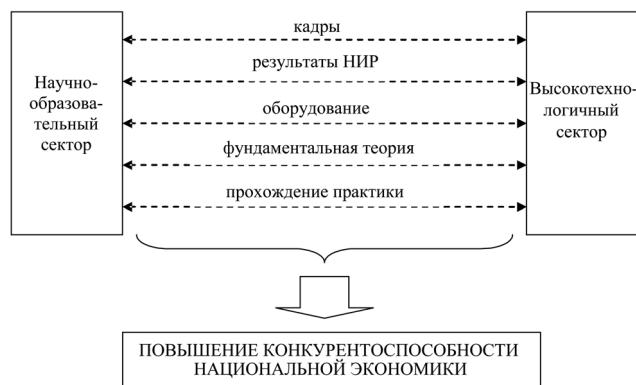 кадры
результаты НИР
оборудование
фундаментальная теория
прохождение практики
Научно-
образова-
тельный
сектор
Высокотехно-
логичный
сектор
ПОВЫШЕНИЕ КОНКУРЕНТОСПОСОБНОСТИ
НАЦИОНАЛЬНОЙ ЭКОНОМИКИ